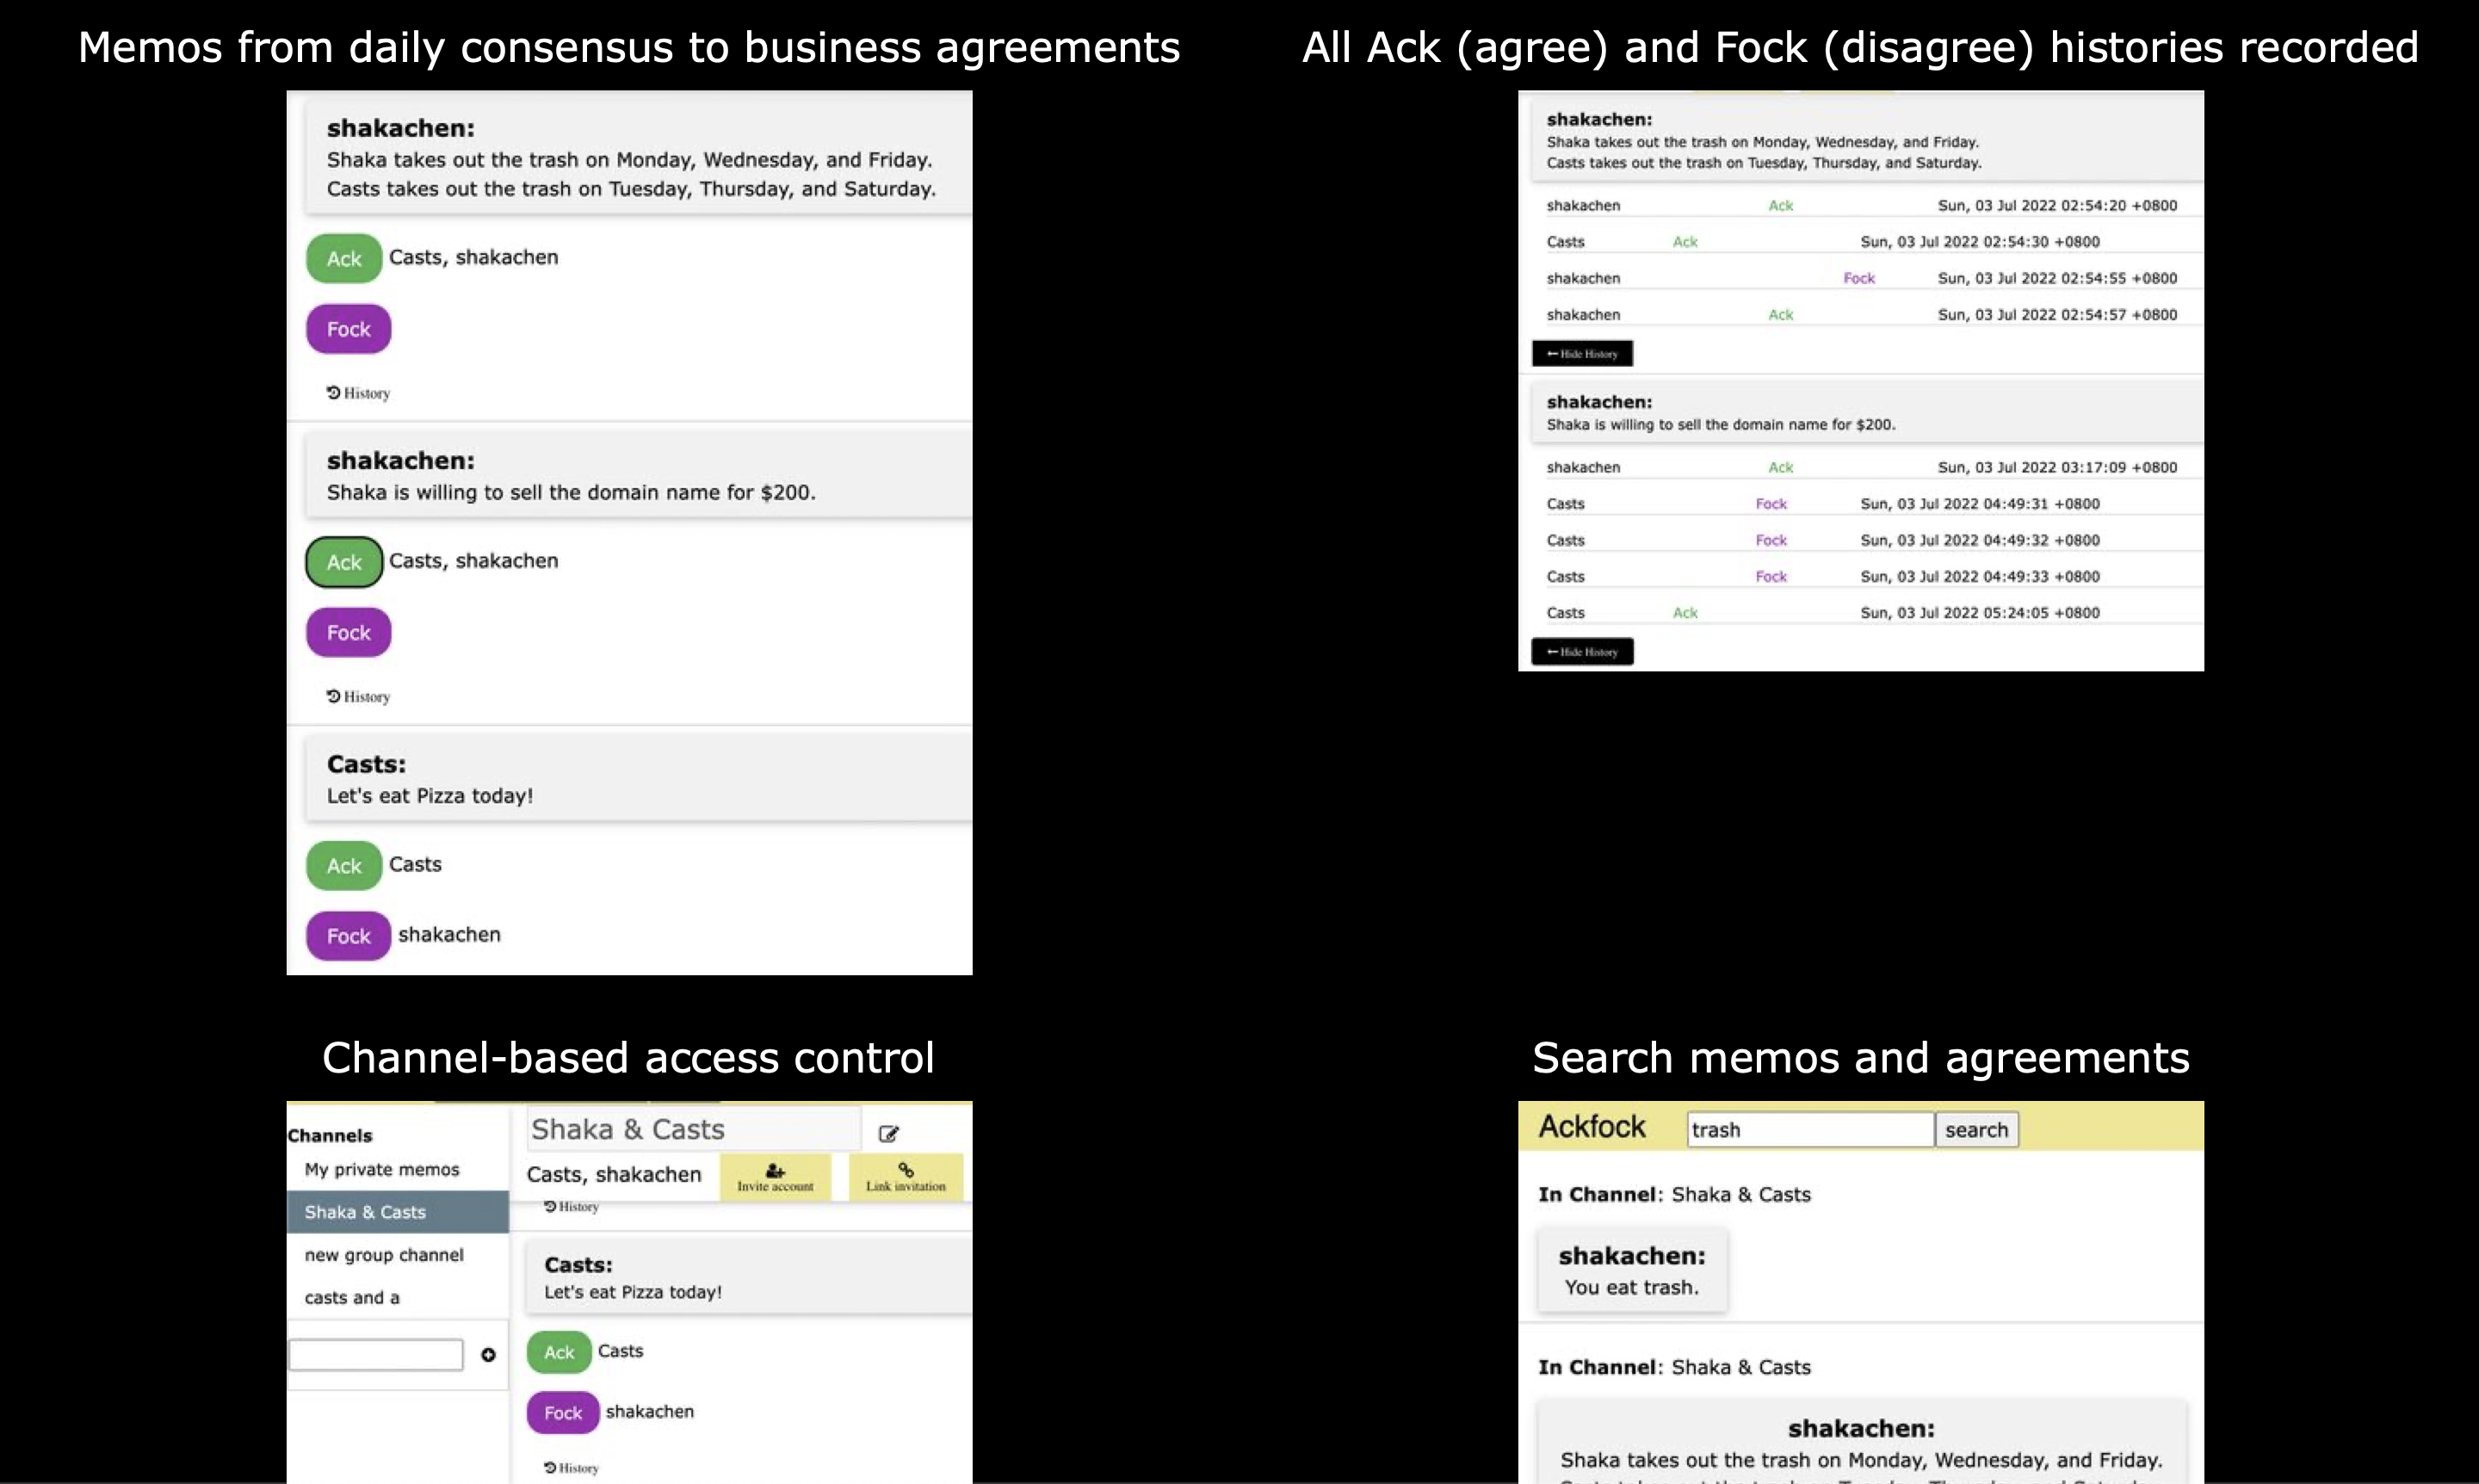 Memos from daily consensus to business agreements
shakachen:
Shaka takes out the trash on Monday, Wednesday, and Friday.
Casts takes out the trash on Tuesday, Thursday, and Saturday.
Ack Casts, shakachen
Fock
History
shakachen:
Shaka is willing to sell the domain name for $200.
Ack Casts, shakachen
Fock
History
Casts:
Let's eat Pizza today!
Ack Casts
Fock shakachen
All Ack (agree) and Fock (disagree) histories recorded
shakachen:
Shaka takes out the trash on Monday, Wednesday, and Friday.
Casts takes out the trash on Tuesday, Thursday, and Saturday.
shakachen Ack Sun, 03 Jul 2022 02:54:20 +0800
Casts Ack Sun, 03 Jul 2022 02:54:30 +0800
shakachen Fock Sun, 03 Jul 2022 02:54:55 +0800
shakachen Ack Sun, 03 Jul 2022 02:54:57 +0800
Hide History
shakachen:
Shaka is willing to sell the domain name for $200.
shakachen Ack Sun, 03 Jul 2022 03:17:09 +0800
Casts Fock Sun, 03 Jul 2022 04:49:31 +0800
Casts Fock Sun, 03 Jul 2022 04:49:32 +0800
Casts Fock Sun, 03 Jul 2022 04:49:33 +0800
Casts Ack Sun, 03 Jul 2022 05:24:05 +0800
Hide History
Channel-based access control
Channels
My private memos
Shaka & Casts
new group channel
casts and a
Shaka & Casts
Casts, shakachen
Invite account
Link invitation
History
Casts:
Let's eat Pizza today!
Ack Casts
Fock shakachen
History
Search memos and agreements
Ackfock trash search
In Channel: Shaka & Casts
shakachen:
You eat trash.
In Channel: Shaka & Casts
shakachen:
Shaka takes out the trash on Monday, Wednesday, and Friday.